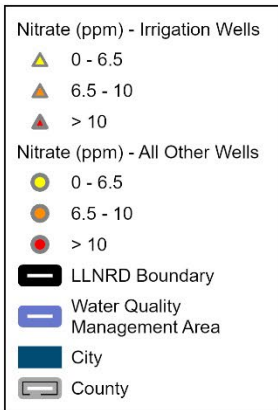 Nitrate (ppm) - Irrigation Wells
0 - 6.5
6.5 - 10
> 10
Nitrate (ppm) - All Other Wells
0 - 6.5
6.5 - 10
> 10
LLNRD Boundary
Water Quality
Management Area
City
County